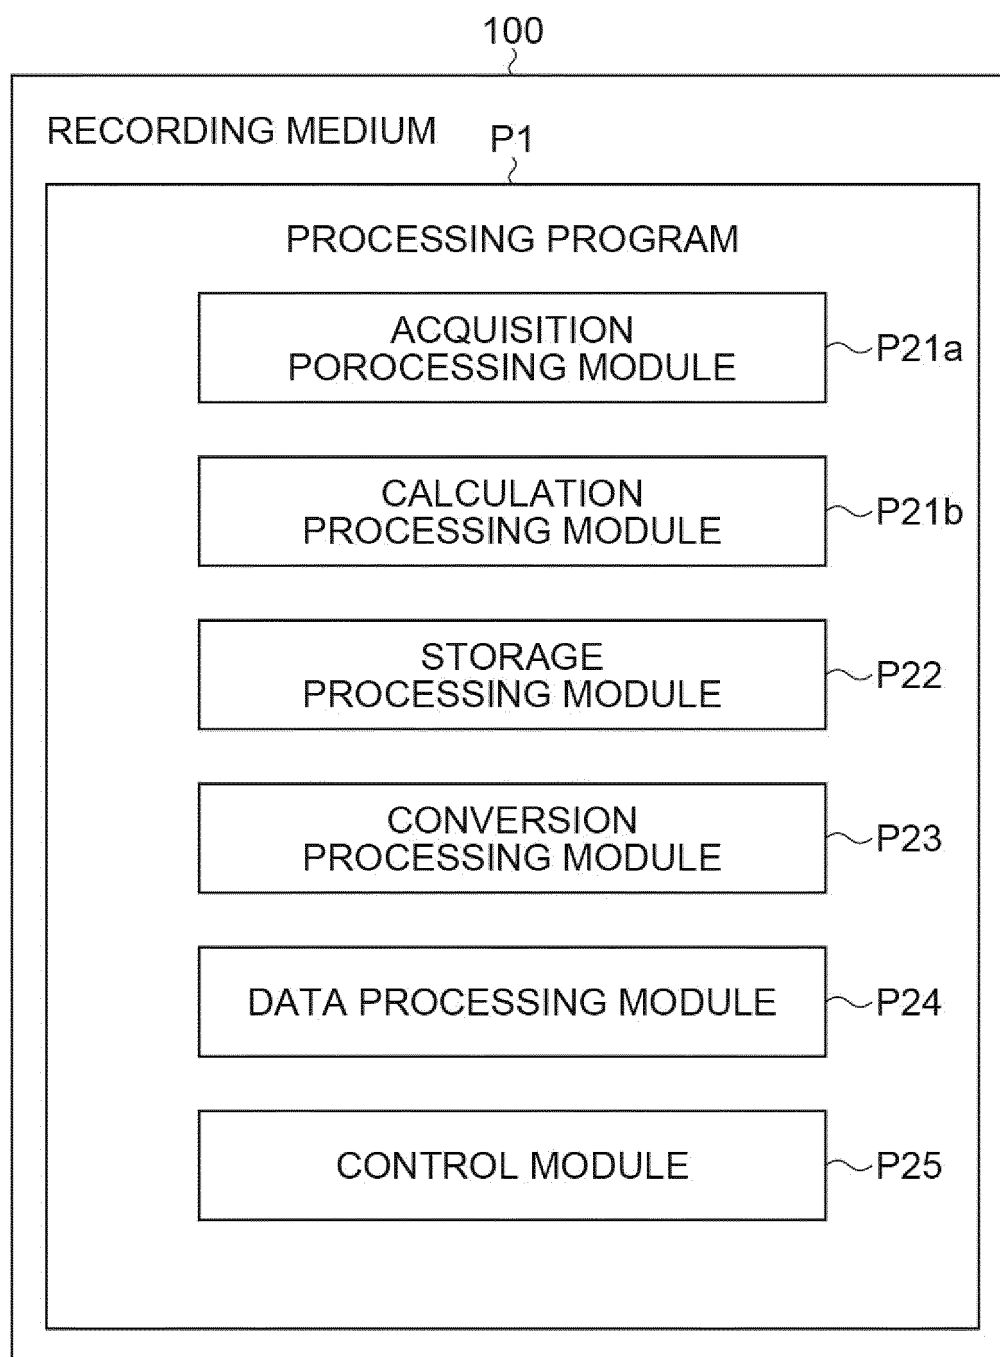 100
RECORDING MEDIUM
P1
PROCESSING PROGRAM
ACQUISITION
POROCESSING MODULE
P21a
CALCULATION
PROCESSING MODULE
P21b
STORAGE
PROCESSING MODULE
P22
CONVERSION
PROCESSING MODULE
P23
DATA PROCESSING MODULE
P24
CONTROL MODULE
P25